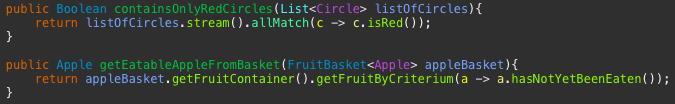 public Boolean containsOnlyRedCircles(List<Circle> listOfCircles){
return listOfCircles.stream().allMatch(c -> c.isRed());
}
public Apple getEatableAppleFromBasket(FruitBasket<Apple> appleBasket){
return appleBasket.getFruitContainer().getFruitByCriterium(a -> a.hasNotYetBeenEaten());
}